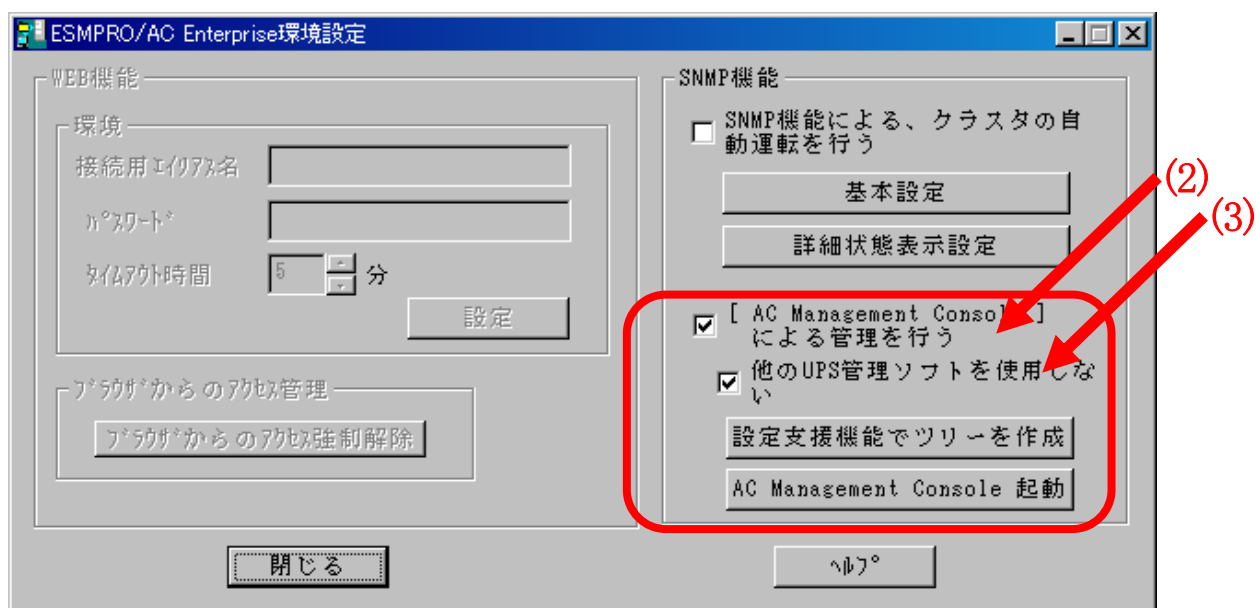 ESMPRO/AC Enterprise環境設定
WEB機能
環境
接続用ｴｲﾘｱｽ名
ﾊﾟｽﾜｰﾄﾞ
ﾀｲﾑｱｳﾄ時間
5
分
設定
ﾌﾞﾗｳｻﾞからのｱｸｾｽ管理
ﾌﾞﾗｳｻﾞからのｱｸｾｽ強制解除
SNMP機能
SNMP機能による、クラスタの自
動運転を行う
基本設定
詳細状態表示設定
[ AC Management Console ]
による管理を行う
他のUPS管理ソフトを使用しな
い
設定支援機能でツリーを作成
AC Management Console 起動
(2)
(3)
閉じる
ﾍﾙﾌﾟ